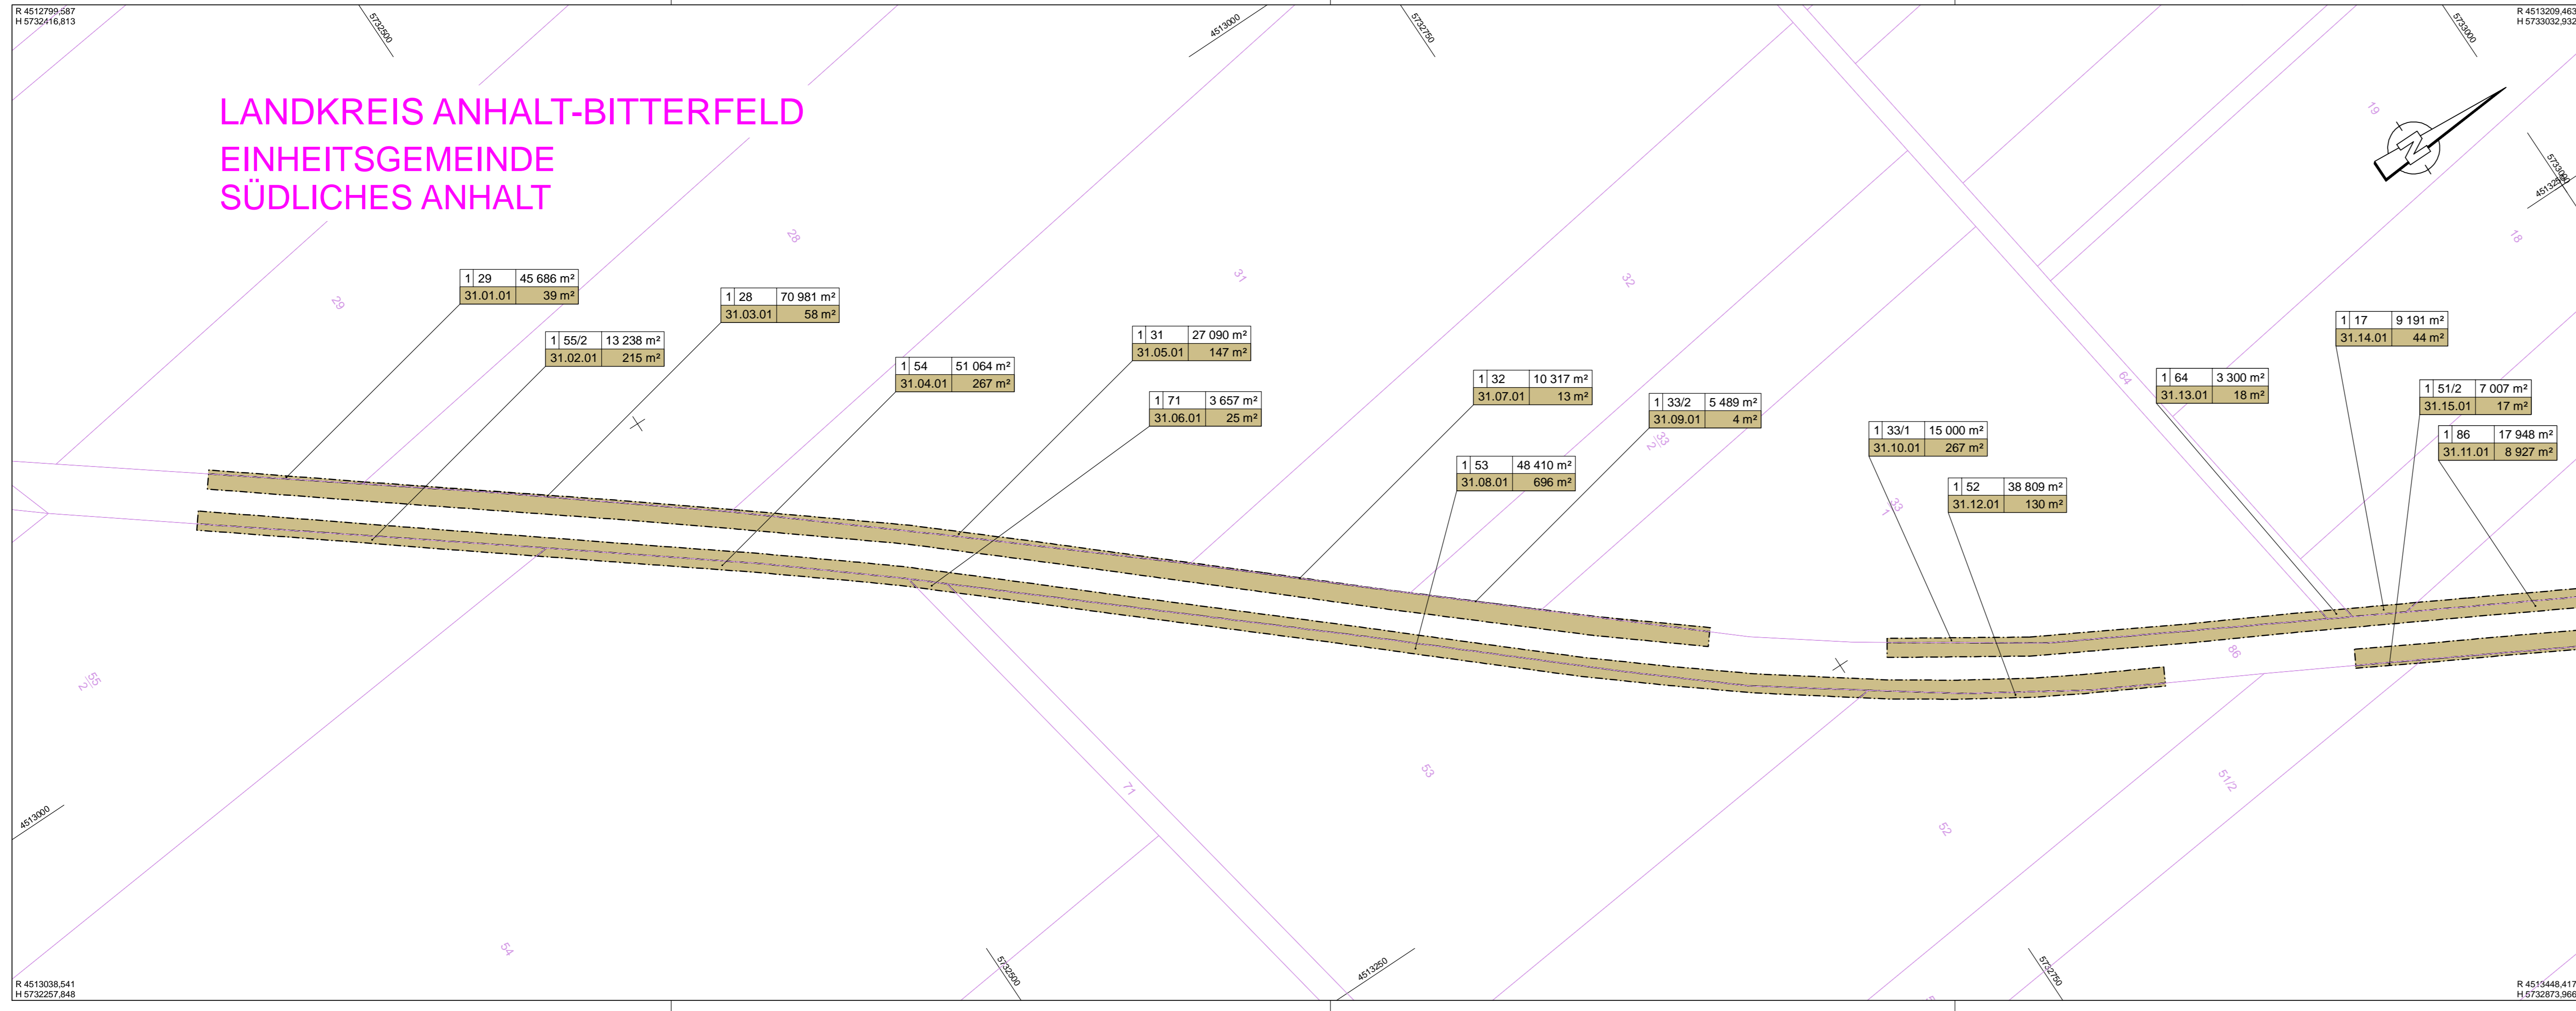 R 4512799,587
H 5732416,813
5732500
4513000
5732750
5733000
R 4513209,463
H 5733032,932
LANDKREIS ANHALT-BITTERFELD
EINHEITSGEMEINDE
SÜDLICHES ANHALT
N
19
18
28
29
31
32
1 29 45 686 m²
31.01.01 39 m²
1 28 70 981 m²
31.03.01 58 m²
1 55/2 13 238 m²
31.02.01 215 m²
1 54 51 064 m²
31.04.01 267 m²
1 31 27 090 m²
31.05.01 147 m²
1 71 3 657 m²
31.06.01 25 m²
1 32 10 317 m²
31.07.01 13 m²
1 53 48 410 m²
31.08.01 696 m²
1 33/2 5 489 m²
31.09.01 4 m²
33
2
1 33/1 15 000 m²
31.10.01 267 m²
33
1
1 52 38 809 m²
31.12.01 130 m²
64
1 64 3 300 m²
31.13.01 18 m²
1 17 9 191 m²
31.14.01 44 m²
1 51/2 7 007 m²
31.15.01 17 m²
1 86 17 948 m²
31.11.01 8 927 m²
86
55
2
71
53
52
51/2
54
4513000
5732500
4513250
5732750
R 4513038,541
H 5732257,848
R 4513448,417
H 5732873,966